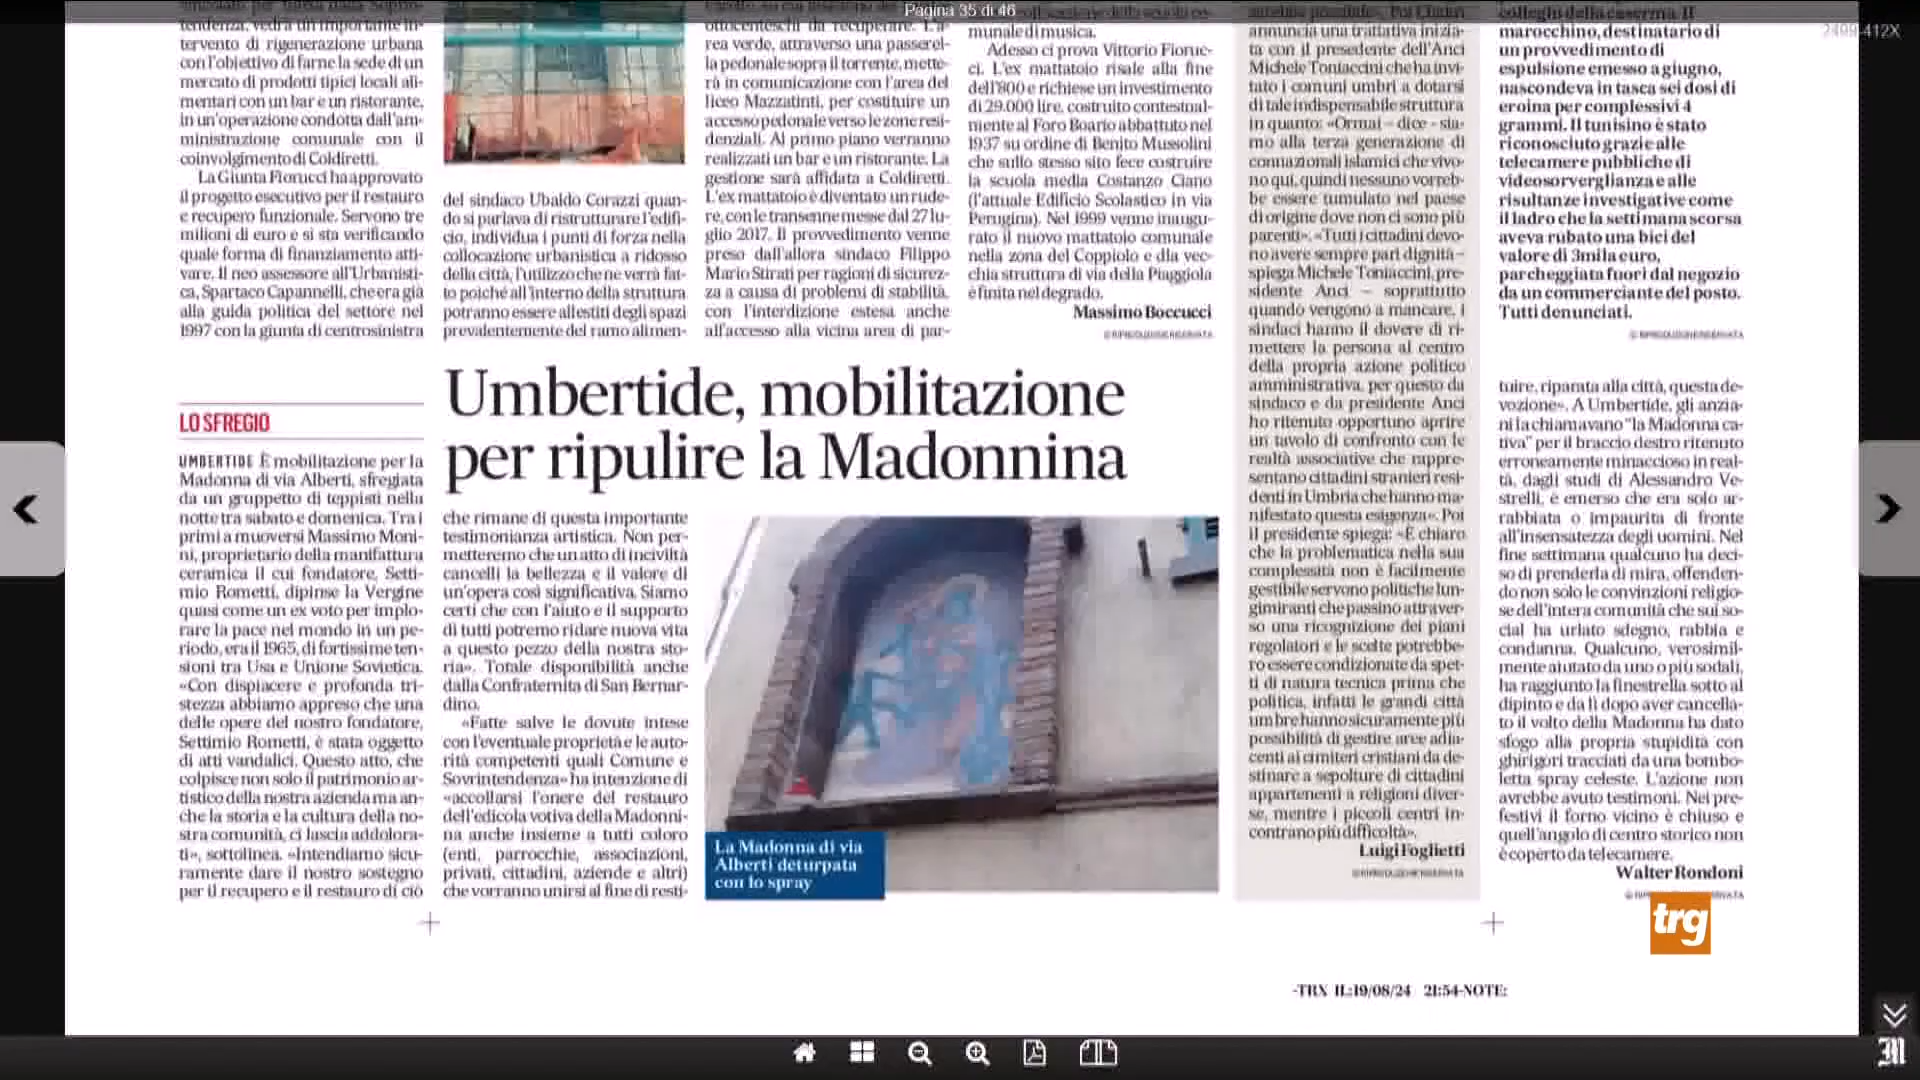 Pagina 35 di 46
2499-412X
tendenza, vedrà un importante in-
tervento di rigenerazione urbana
con l'obiettivo di farne la sede di un
mercato di prodotti tipici locali ali-
mentari con un bar e un ristorante,
in un'operazione condotta dall'am-
ministrazione comunale con il
coinvolgimento di Coldiretti.
La Giunta Fiorucci ha approvato
il progetto esecutivo per il restauro
e recupero funzionale. Servono tre
milioni di euro e si sta verificando
quale forma di finanziamento atti-
vare. Il neo assessore all'Urbanisti-
ca, Spartaco Capannelli, che era già
alla guida politica del settore nel
1997 con la giunta di centrosinistra
del sindaco Ubaldo Corazzi quan-
do si parlava di ristrutturare l'edifi-
cio, individua i punti di forza nella
collocazione urbanistica a ridosso
della città, l'utilizzo che ne verrà fat-
to poiché all'interno della struttura
potranno essere allestiti degli spazi
prevalentemente del ramo alimen-
ottocenteschi da recuperare. L'a-
rea verde, attraverso una passerel-
la pedonale sopra il torrente, mette-
rà in comunicazione con l'area del
liceo Mazzatinti, per costituire un
accesso pedonale verso le zone resi-
denziali. Al primo piano verranno
realizzati un bar e un ristorante. La
gestione sarà affidata a Coldiretti.
L'ex mattatoio è diventato un rude-
re, con le transenne messe dal 27 lu-
glio 2017. Il provvedimento venne
preso dall'allora sindaco Filippo
Mario Stirati per ragioni di sicurez-
za a causa di problemi di stabilità,
con l'interdizione estesa anche
all'accesso alla vicina area di par-
munale di musica.
Adesso ci prova Vittorio Fioruc-
ci. L'ex mattatoio risale alla fine
dell'800 e richiese un investimento
di 29.000 lire, costruito contestual-
mente al Foro Boario abbattuto nel
1937 su ordine di Benito Mussolini
che sullo stesso sito fece costruire
la scuola media Costanzo Ciano
(l'attuale Edificio Scolastico in via
Perugina). Nel 1999 venne inaugu-
rato il nuovo mattatoio comunale
nella zona del Coppiolo e dla vec-
chia struttura di via della Piaggiola
è finita nel degrado.
Massimo Boccucci
© RIPRODUZIONE RISERVATA
annuncia una trattativa inizia-
ta con il presedente dell'Anci
Michele Toniaccini che ha invi-
tato i comuni umbri a dotarsi
di tale indispensabile struttura
in quanto: «Ormai - dice - sia-
mo alla terza generazione di
connazionali islamici che vivo-
no qui, quindi nessuno vorreb-
be essere tumulato nel paese
di origine dove non ci sono più
parenti». «Tutti i cittadini devo-
no avere sempre pari dignità –
spiega Michele Toniaccini, pre-
sidente Anci – soprattutto
quando vengono a mancare. I
sindaci hanno il dovere di ri-
mettere la persona al centro
della propria azione politico
amministrativa, per questo da
sindaco e da presidente Anci
ho ritenuto opportuno aprire
un tavolo di confronto con le
realtà associative che rappre-
sentano cittadini stranieri resi-
denti in Umbria che hanno ma-
nifestato questa esigenza». Poi
il presidente spiega: «È chiaro
che la problematica nella sua
complessità non è facilmente
gestibile servono politiche lun-
gimiranti che passino attraver-
so una ricognizione dei piani
regolatori e le scelte potrebbe-
ro essere condizionate da spet-
ti di natura tecnica prima che
politica, infatti le grandi città
umbre hanno sicuramente più
possibilità di gestire aree adia-
centi ai cimiteri cristiani da de-
stinare a sepolture di cittadini
appartenenti a religioni diver-
se, mentre i piccoli centri in-
contrano più difficoltà».
Luigi Foglietti
© RIPRODUZIONE RISERVATA
colleghi della caserma. Il
marocchino, destinatario di
un provvedimento di
espulsione emesso a giugno,
nascondeva in tasca sei dosi di
eroina per complessivi 4
grammi. Il tunisino è stato
riconosciuto grazie alle
telecamere pubbliche di
videosorverglianza e alle
risultanze investigative come
il ladro che la settimana scorsa
aveva rubato una bici del
valore di 3mila euro,
parcheggiata fuori dal negozio
da un commerciante del posto.
Tutti denunciati.
© RIPRODUZIONE RISERVATA
LO SFREGIO
Umbertide, mobilitazione
per ripulire la Madonnina
UMBERTIDE È mobilitazione per la
Madonna di via Alberti, sfregiata
da un gruppetto di teppisti nella
notte tra sabato e domenica. Tra i
primi a muoversi Massimo Moni-
ni, proprietario della manifattura
ceramica il cui fondatore, Setti-
mio Rometti, dipinse la Vergine
quasi come un ex voto per implo-
rare la pace nel mondo in un pe-
riodo, era il 1965, di fortissime ten-
sioni tra Usa e Unione Sovietica.
«Con dispiacere e profonda tri-
stezza abbiamo appreso che una
delle opere del nostro fondatore,
Settimio Rometti, è stata oggetto
di atti vandalici. Questo atto, che
colpisce non solo il patrimonio ar-
tistico della nostra azienda ma an-
che la storia e la cultura della no-
stra comunità, ci lascia addolora-
ti», sottolinea. «Intendiamo sicu-
ramente dare il nostro sostegno
per il recupero e il restauro di ciò
che rimane di questa importante
testimonianza artistica. Non per-
metteremo che un atto di inciviltà
cancelli la bellezza e il valore di
un'opera così significativa. Siamo
certi che con l'aiuto e il supporto
di tutti potremo ridare nuova vita
a questo pezzo della nostra sto-
ria». Totale disponibilità anche
dalla Confraternita di San Bernar-
dino.
«Fatte salve le dovute intese
con l'eventuale proprietà e le auto-
rità competenti quali Comune e
Sovrintendenza» ha intenzione di
«accollarsi l'onere del restauro
dell'edicola votiva della Madonni-
na anche insieme a tutti coloro
(enti, parrocchie, associazioni,
privati, cittadini, aziende e altri)
che vorranno unirsi al fine di resti-
La Madonna di via
Alberti deturpata
con lo spray
tuire, riparata alla città, questa de-
vozione». A Umbertide, gli anzia-
ni la chiamavano "la Madonna ca-
tiva" per il braccio destro ritenuto
erroneamente minaccioso in real-
tà, dagli studi di Alessandro Ve-
strelli, è emerso che era solo ar-
rabbiata o impaurita di fronte
all'insensatezza degli uomini. Nel
fine settimana qualcuno ha deci-
so di prenderla di mira, offenden-
do non solo le convinzioni religio-
se dell'intera comunità che sui so-
cial ha urlato sdegno, rabbia e
condanna. Qualcuno, verosimil-
mente aiutato da uno o più sodali,
ha raggiunto la finestrella sotto al
dipinto e da lì dopo aver cancella-
to il volto della Madonna ha dato
sfogo alla propria stupidità con
ghirigori tracciati da una bombo-
letta spray celeste. L'azione non
avrebbe avuto testimoni. Nei pre-
festivi il forno vicino è chiuso e
quell'angolo di centro storico non
è coperto da telecamere.
Walter Rondoni
trg
-TRX IL:19/08/24 21:54-NOTE:
M